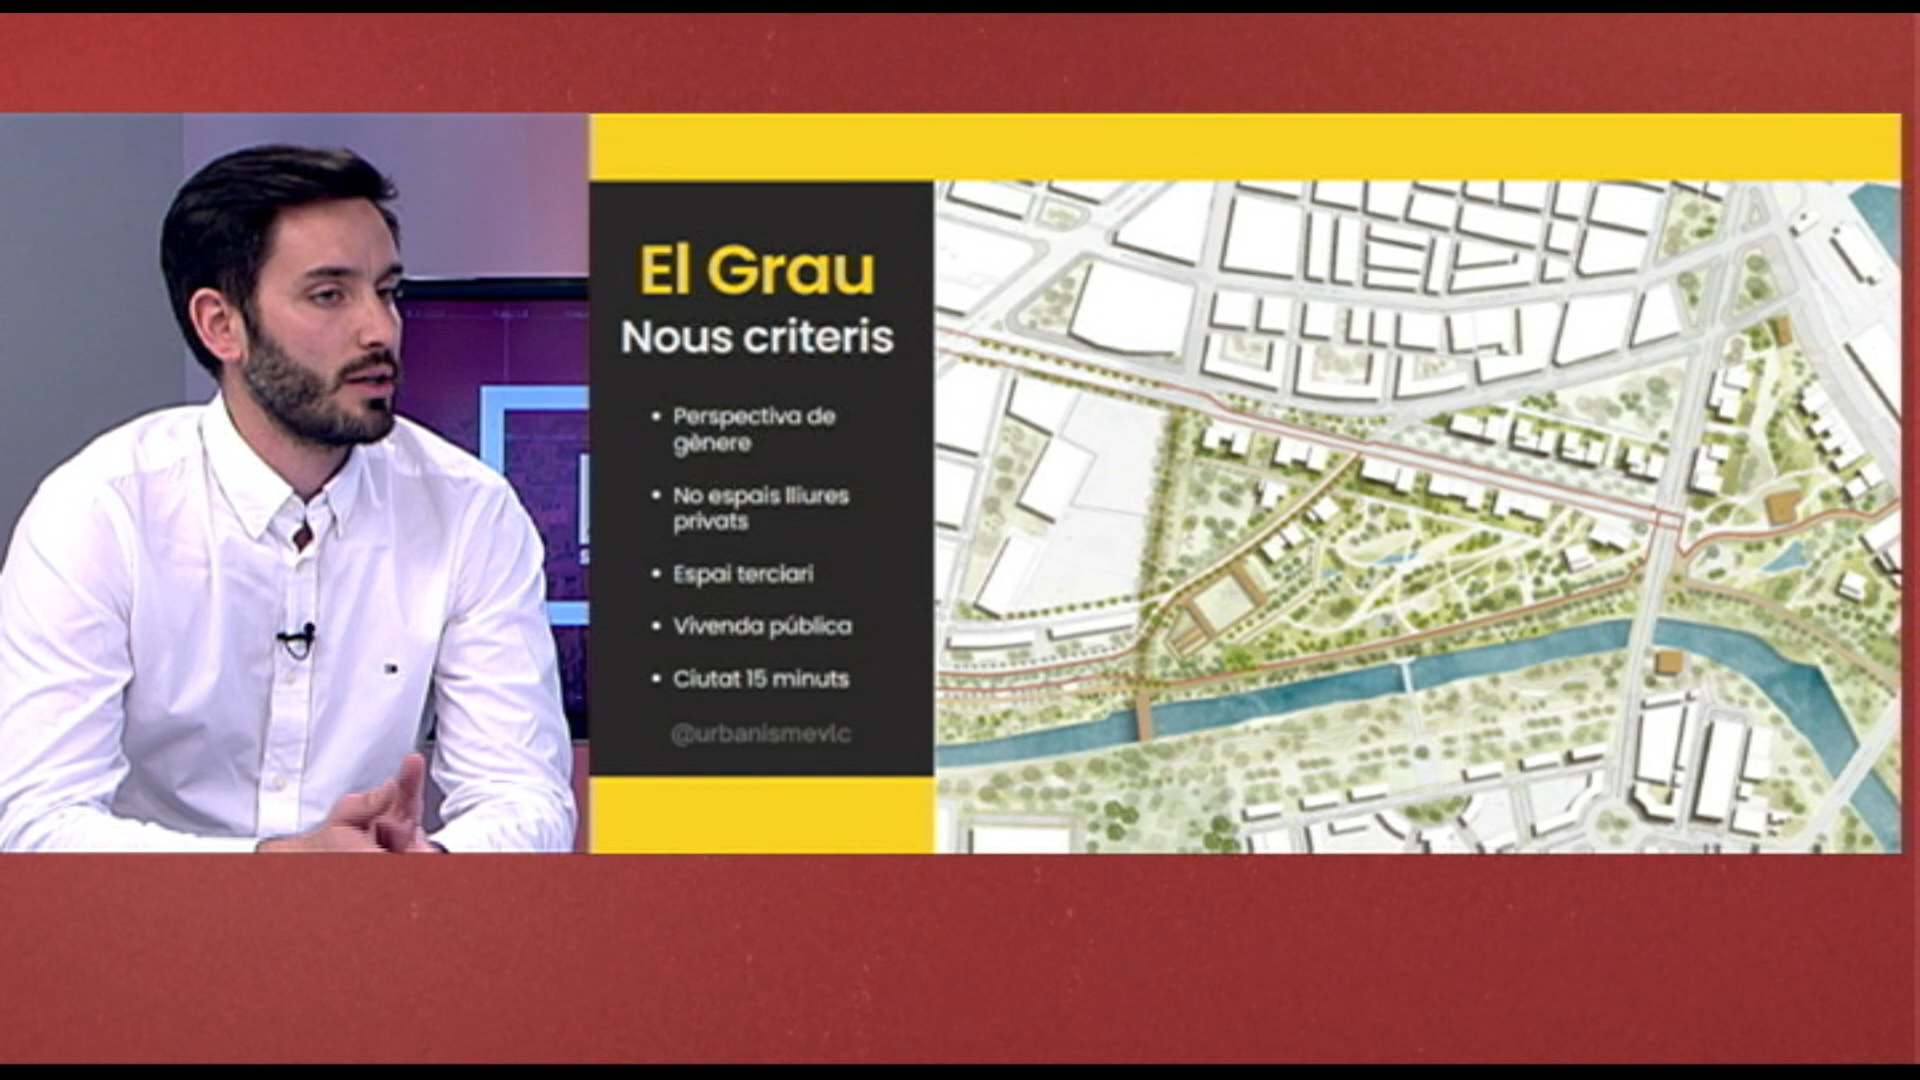 El Grau
Nous criteris
• Perspectiva de
gènere
• No espais lliures
privats
• Espai terciari
• Vivenda pública
• Ciutat 15 minuts
@urbanismevlc